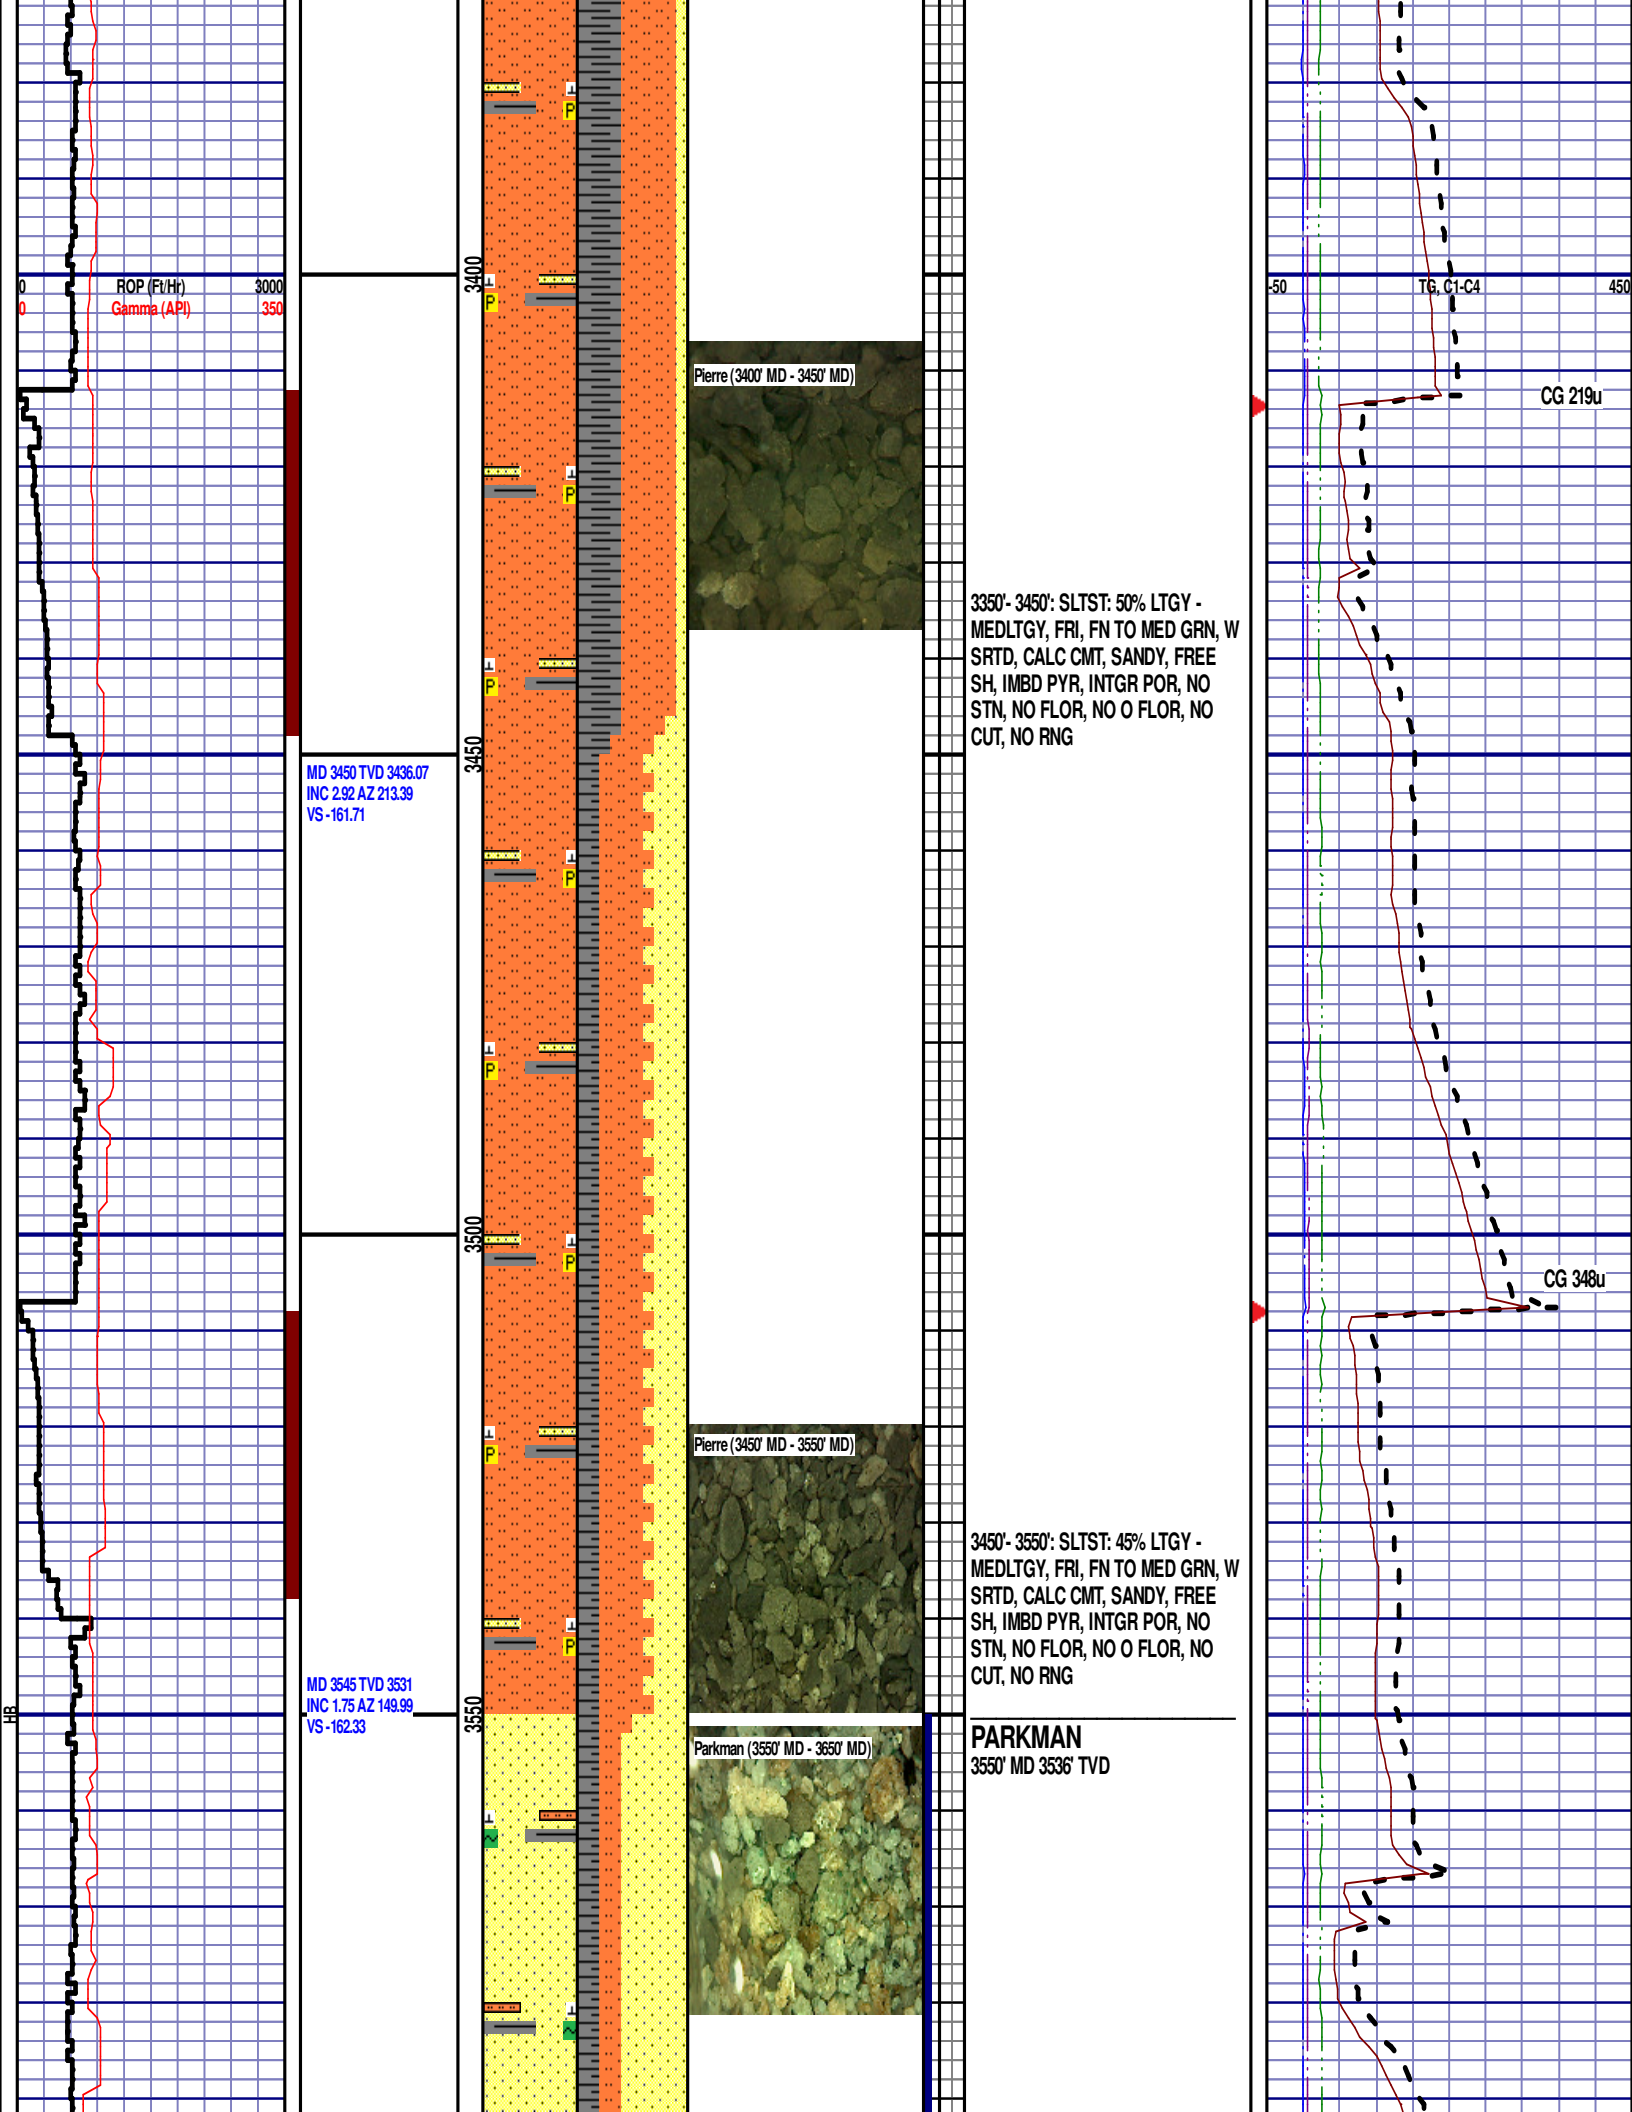 3400
0 ROP (Ft/Hr) 3000
0 Gamma (API) 350
-50 TG, C1-C4 450
Pierre (3400' MD - 3450' MD)
CG 219u
3350'- 3450': SLTST: 50% LTGY -
MEDLTGY, FRI, FN TO MED GRN, W
SRTD, CALC CMT, SANDY, FREE
SH, IMBD PYR, INTGR POR, NO
STN, NO FLOR, NO O FLOR, NO
CUT, NO RNG
3450
MD 3450 TVD 3436.07
INC 2.92 AZ 213.39
VS -161.71
3500
CG 348u
Pierre (3450' MD - 3550' MD)
3450'- 3550': SLTST: 45% LTGY -
MEDLTGY, FRI, FN TO MED GRN, W
SRTD, CALC CMT, SANDY, FREE
SH, IMBD PYR, INTGR POR, NO
STN, NO FLOR, NO O FLOR, NO
CUT, NO RNG
MD 3545 TVD 3531
INC 1.75 AZ 149.99
VS -162.33
HB
3550
PARKMAN
3550' MD 3536' TVD
Parkman (3550' MD - 3650' MD)
P
P
P
P
P
P
P
P
P